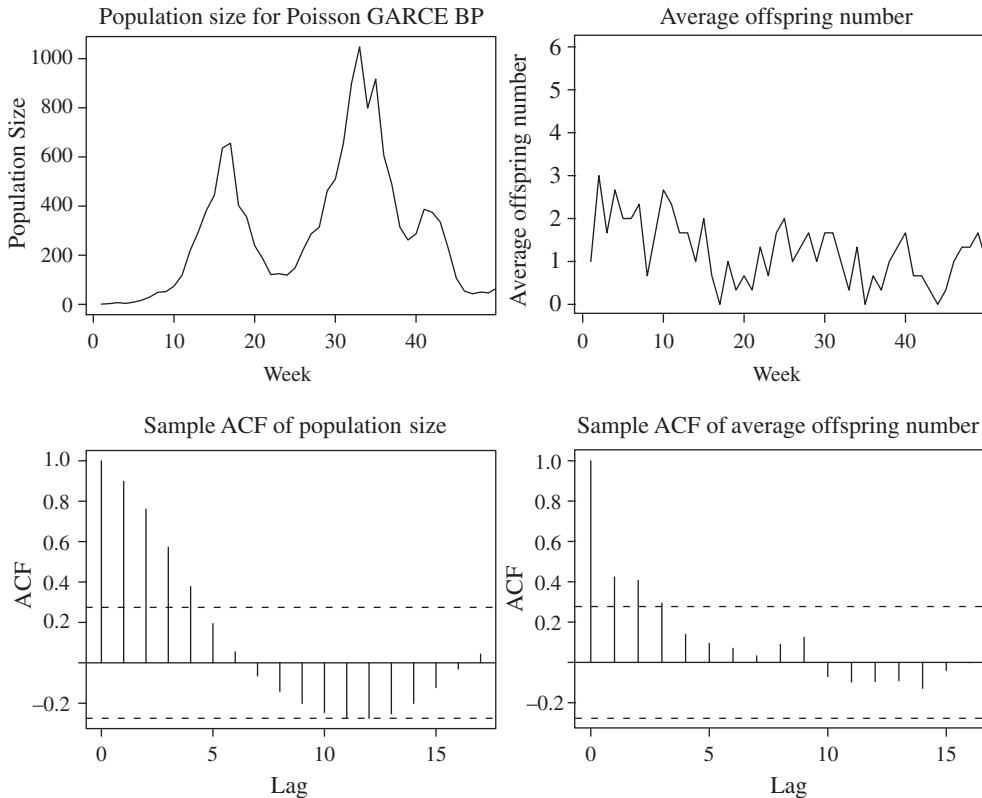 Population size for Poisson GARCE BP
Population Size
1000
800
600
400
200
0
0 10 20 30 40
Week
Average offspring number
Average offspring number
6
5
4
3
2
1
0
0 10 20 30 40
Week
Sample ACF of population size
ACF
1.0
0.8
0.6
0.4
0.2
−0.2
0 5 10 15
Lag
Sample ACF of average offspring number
ACF
1.0
0.8
0.6
0.4
0.2
−0.2
0 5 10 15
Lag